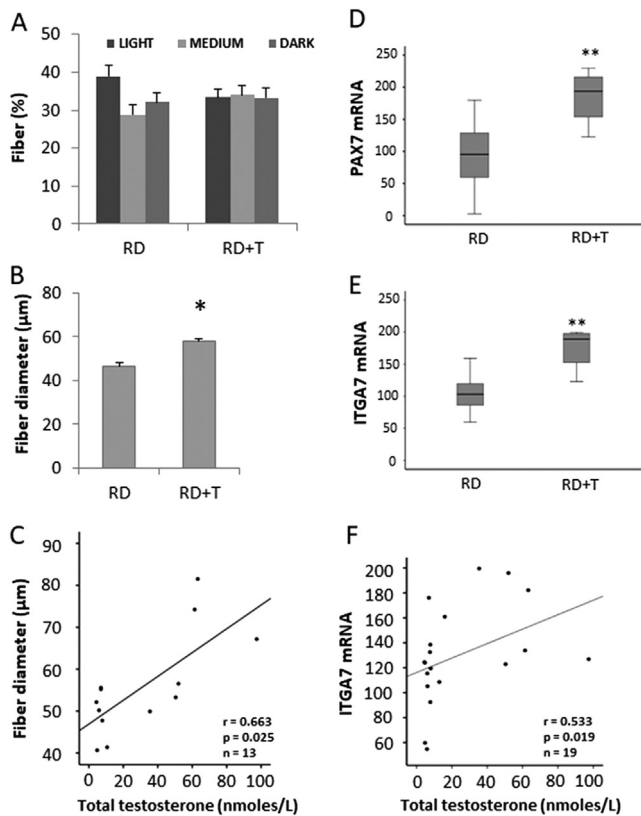 A
LIGHT MEDIUM DARK
Fiber (%)
50
40
30
20
10
0
RD RD+T
B
Fiber diameter (µm)
80
60
40
20
0
*
RD RD+T
C
Fiber diameter (µm)
90
80
70
60
50
40
r = 0.663
p = 0.025
n = 13
0 20 40 60 80 100
Total testosterone (nmoles/L)
D
PAX7 mRNA
250
200
150
100
50
0
**
RD RD+T
E
ITGA7 mRNA
250
200
150
100
50
0
**
RD RD+T
F
ITGA7 mRNA
200
180
160
140
120
100
80
60
r = 0.533
p = 0.019
n = 19
0 20 40 60 80 100
Total testosterone (nmoles/L)